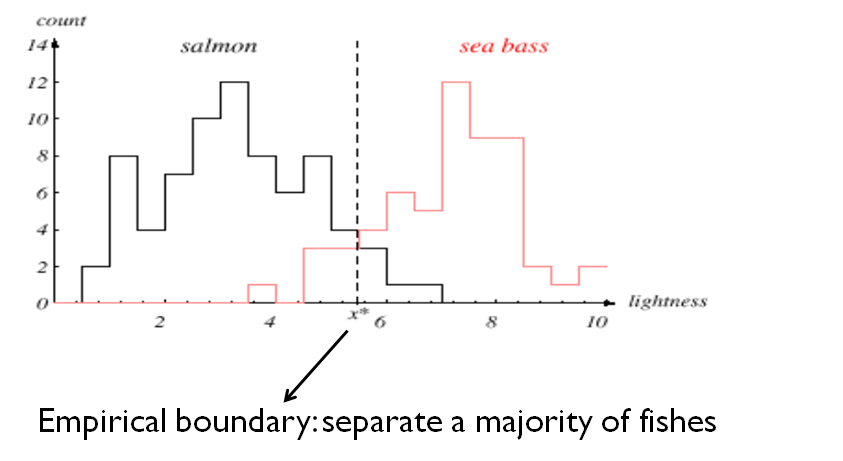 count
14
salmon
sea bass
12
10
8
6
4
2
0
lightness
2
4
x*
6
8
10
Empirical boundary: separate a majority of fishes